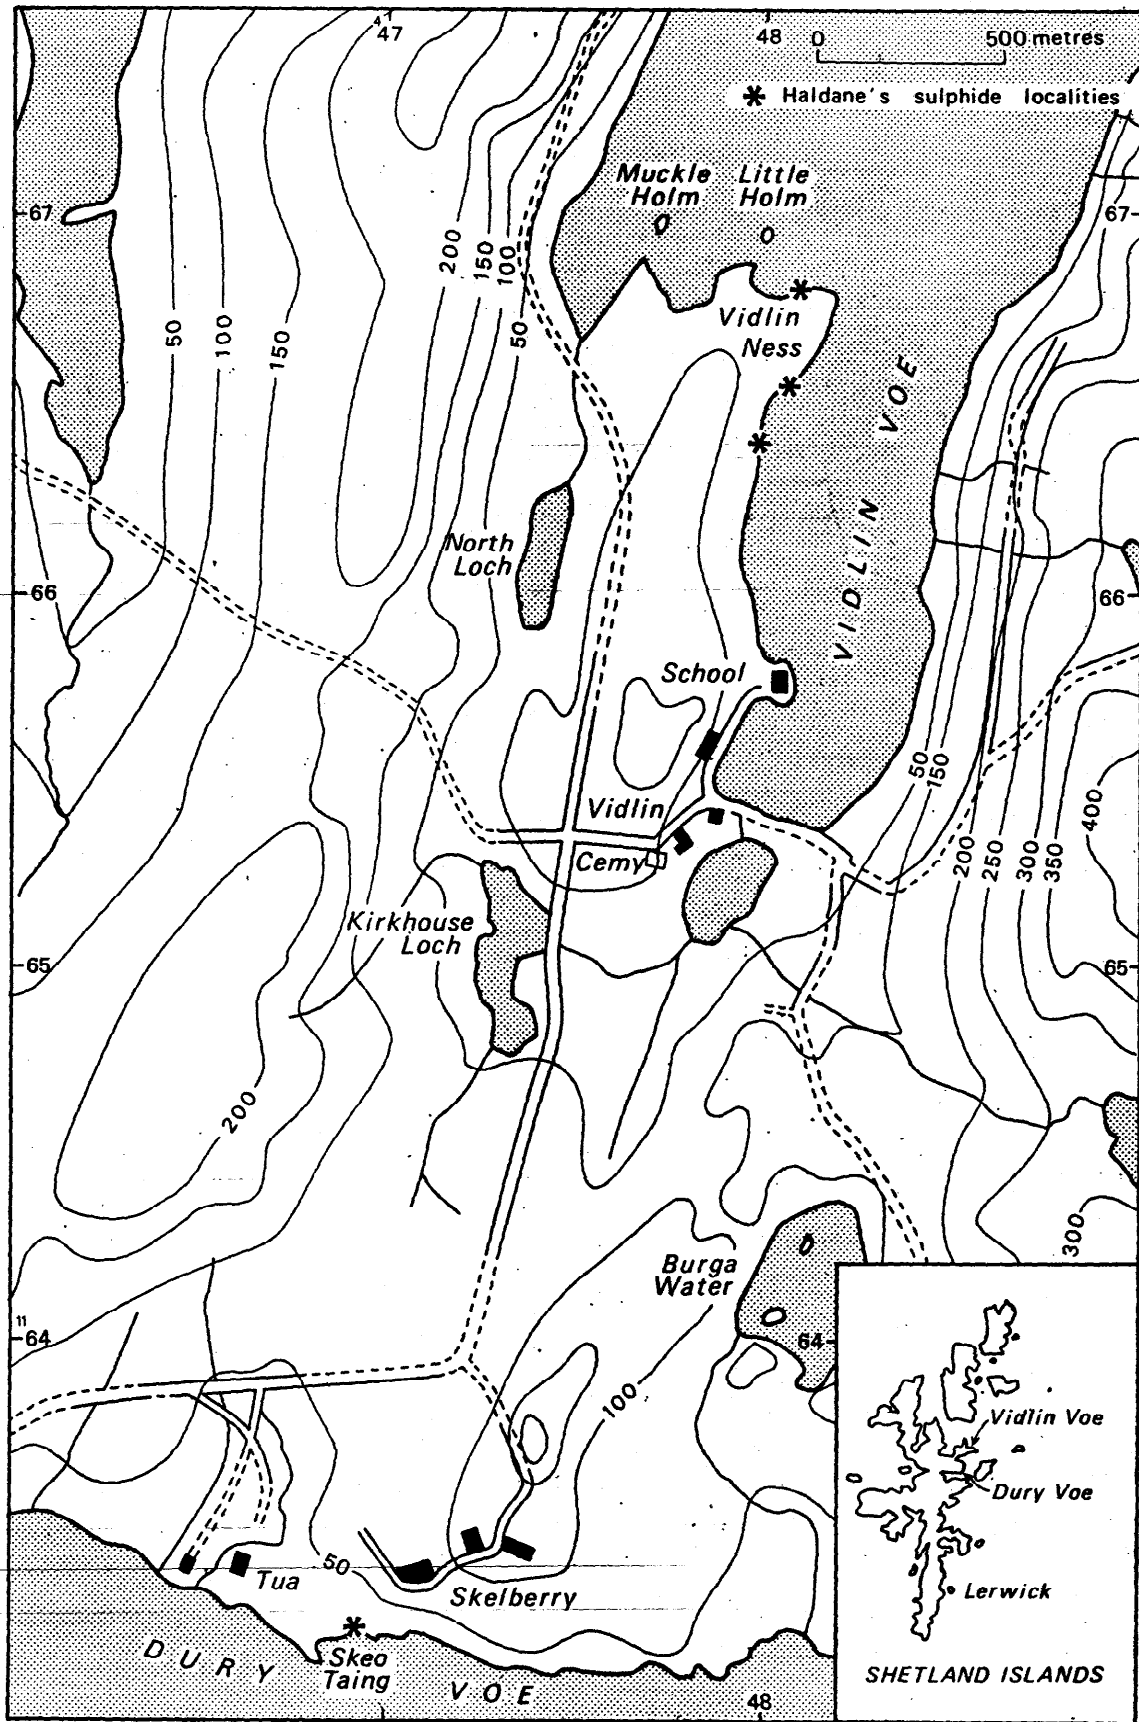 41
47
48
0
500 metres
* Haldane's sulphide localities
Muckle
Holm
Little
Holm
67
67
200
150
100
50
50
100
150
Vidlin
Ness
VIDLIN VOE
North
Loch
66
66
School
50
150
Vidlin
Cemy
400
200
250
300
350
Kirkhouse
Loch
65
65
200
300
Burga
Water
11
64
64
100
Vidlin Voe
Dury Voe
50
Tua
Skelberry
Lerwick
Skeo
Taing
DURY VOE
48
SHETLAND ISLANDS